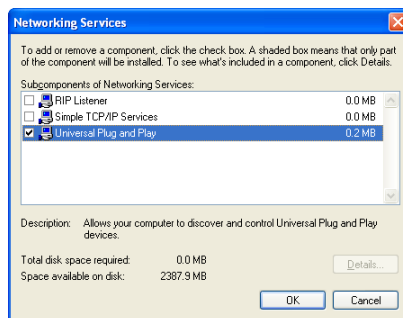 Networking Services
To add or remove a component, click the check box. A shaded box means that only part
of the component will be installed. To see what's included in a component, click Details.
Subcomponents of Networking Services:
RIP Listener 0.0 MB
Simple TCP/IP Services 0.0 MB
Universal Plug and Play 0.2 MB
Description: Allows your computer to discover and control Universal Plug and Play
devices.
Total disk space required: 0.0 MB
Space available on disk: 2387.9 MB
Details...
OK Cancel